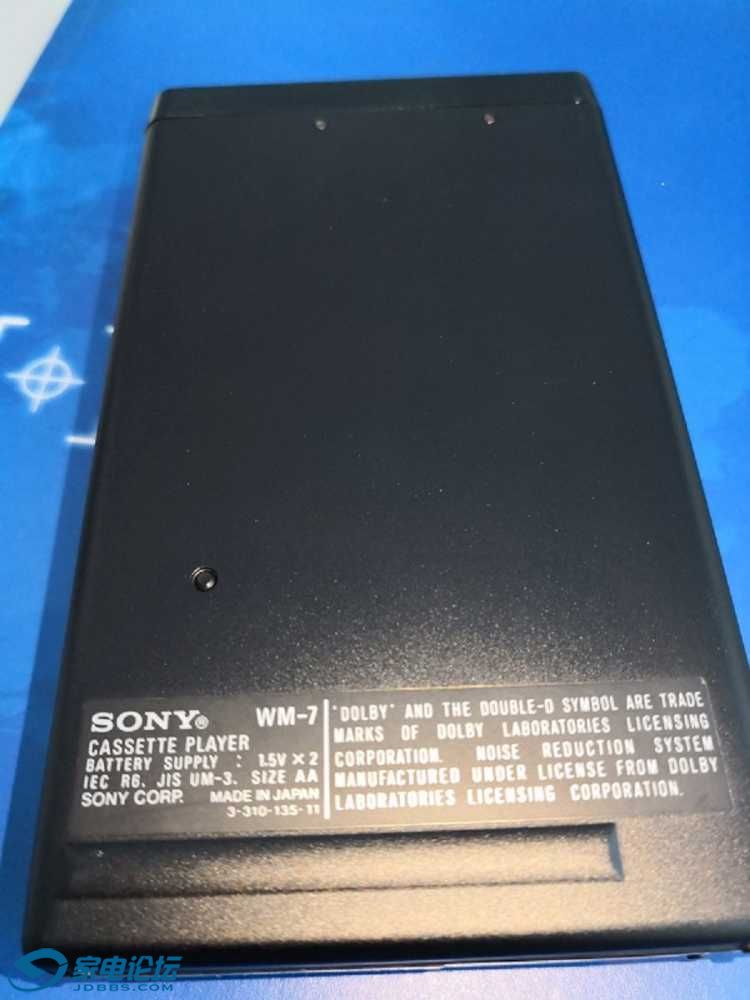 SONY® WM-7
CASSETTE PLAYER
BATTERY SUPPLY : 1.5V × 2
IEC R6. JIS UM-3. SIZE AA
SONY CORP. MADE IN JAPAN
3-310-135-11
"DOLBY" AND THE DOUBLE-D SYMBOL ARE TRADE
MARKS OF DOLBY LABORATORIES LICENSING
CORPORATION. NOISE REDUCTION SYSTEM
MANUFACTURED UNDER LICENSE FROM DOLBY
LABORATORIES LICENSING CORPORATION.
家电论坛
JDBBS.COM